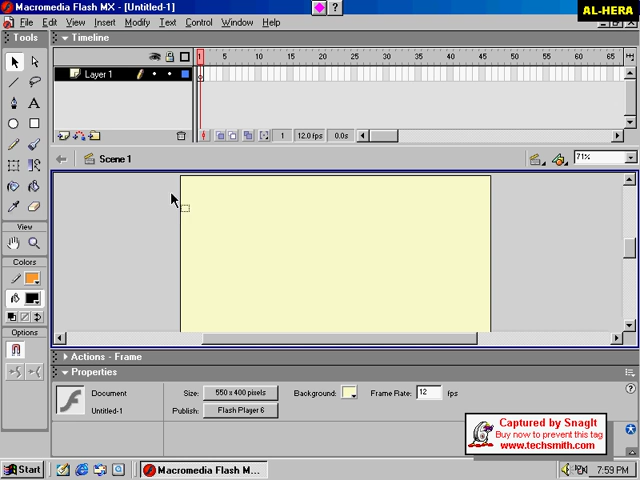 Macromedia Flash MX - [Untitled-1]
?
AL-HERA
File Edit View Insert Modify Text Control Window Help
Tools
Timeline
1 5 10 15 20 25 30 35 40 45 50 55 60 65
Layer 1
A
1 12.0 fps 0.0s
Scene 1
71%
View
Colors
Options
Actions - Frame
Properties
Document
Size:
550 x 400 pixels
Background:
Frame Rate:
12
fps
Untitled-1
Publish:
Flash Player 6
Captured by SnagIt
Buy now to prevent this tag
www.techsmith.com
Start
Macromedia Flash M...
7:59 PM